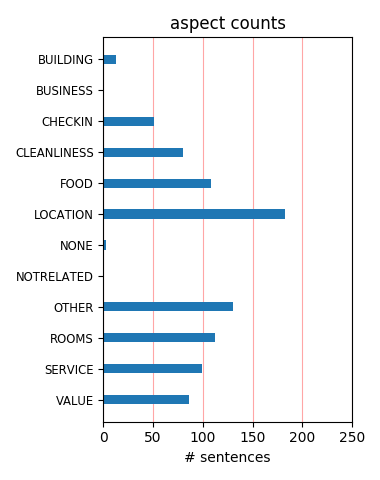 aspect counts
BUILDING
BUSINESS
CHECKIN
CLEANLINESS
FOOD
LOCATION
NONE
NOTRELATED
OTHER
ROOMS
SERVICE
VALUE
0 50 100 150 200 250
# sentences